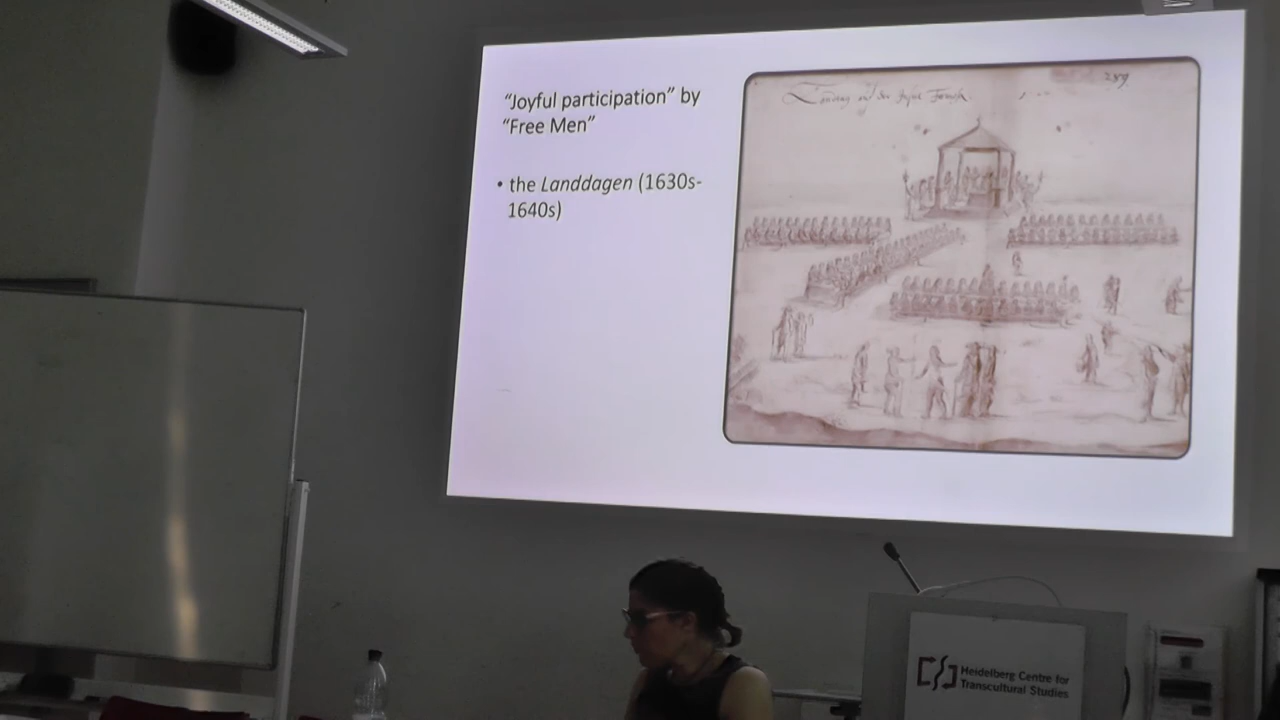 “Joyful participation” by
“Free Men”
• the Landdagen (1630s-
1640s)
Heidelberg Centre for
Transcultural Studies